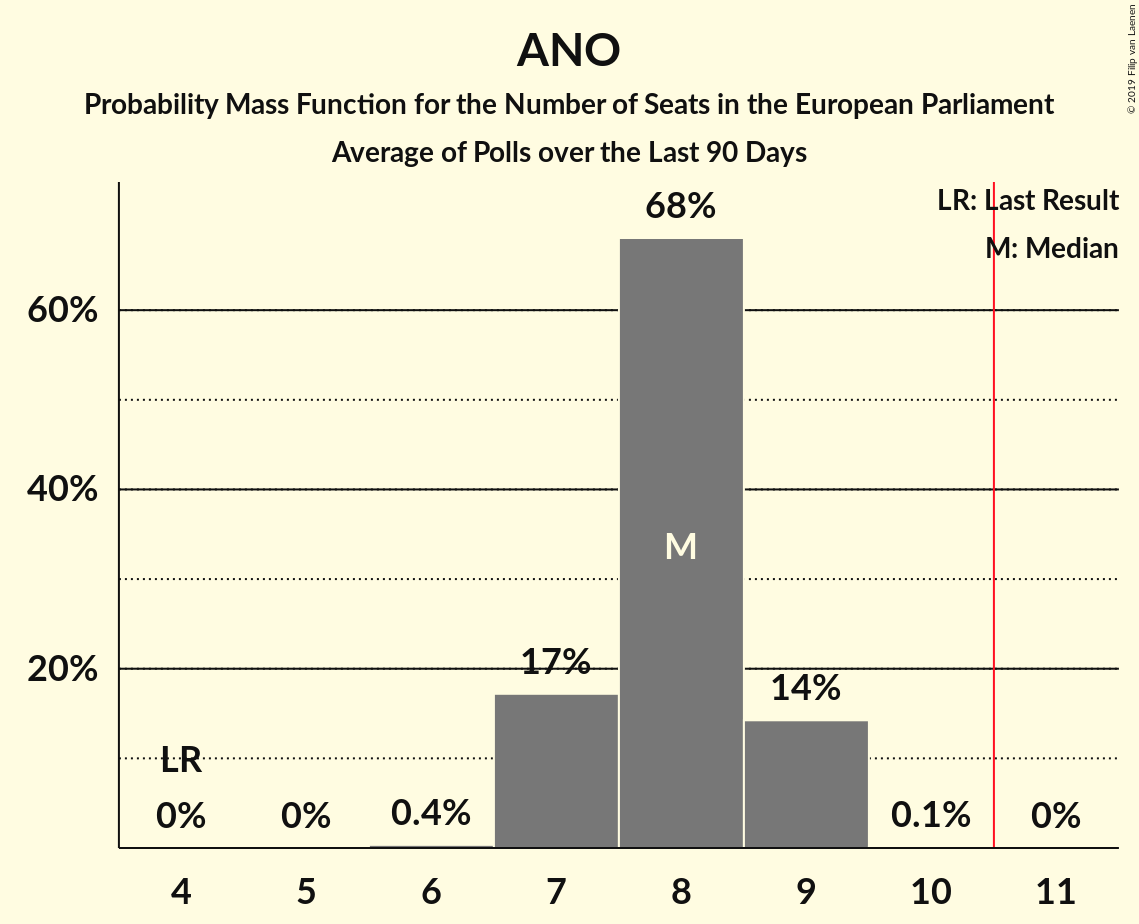 ANO
Probability Mass Function for the Number of Seats in the European Parliament
Average of Polls over the Last 90 Days
© 2019 Filip van Laenen
LR: Last Result
M: Median
68%
60%
40%
M
20%
17%
14%
LR
0%
0%
0.4%
0.1%
0%
4 5 6 7 8 9 10 11